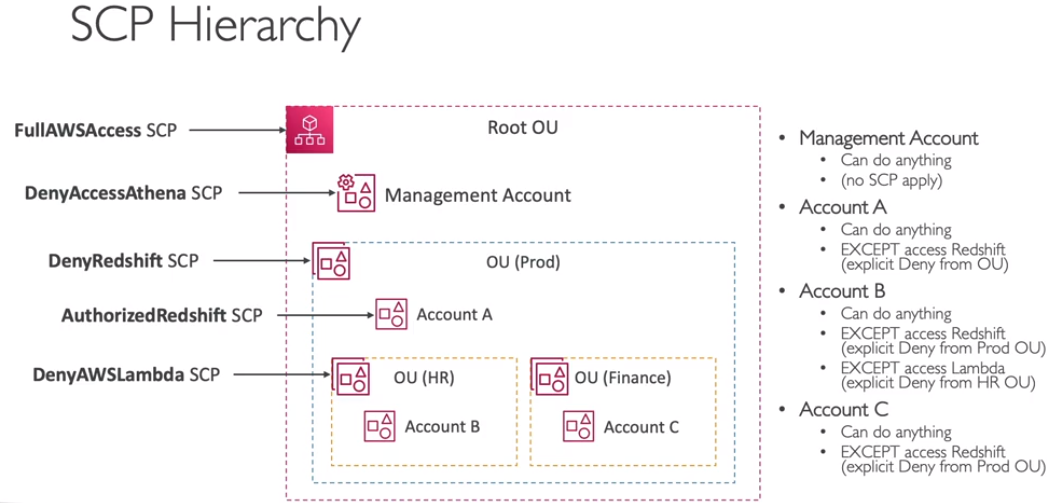 SCP Hierarchy
FullAWSAccess SCP
Root OU
DenyAccessAthena SCP
Management Account
DenyRedshift SCP
OU (Prod)
AuthorizedRedshift SCP
Account A
DenyAWSLambda SCP
OU (HR)
OU (Finance)
Account B
Account C
• Management Account
• Can do anything
• (no SCP apply)
• Account A
• Can do anything
• EXCEPT access Redshift
(explicit Deny from OU)
• Account B
• Can do anything
• EXCEPT access Redshift
(explicit Deny from Prod OU)
• EXCEPT access Lambda
(explicit Deny from HR OU)
• Account C
• Can do anything
• EXCEPT access Redshift
(explicit Deny from Prod OU)